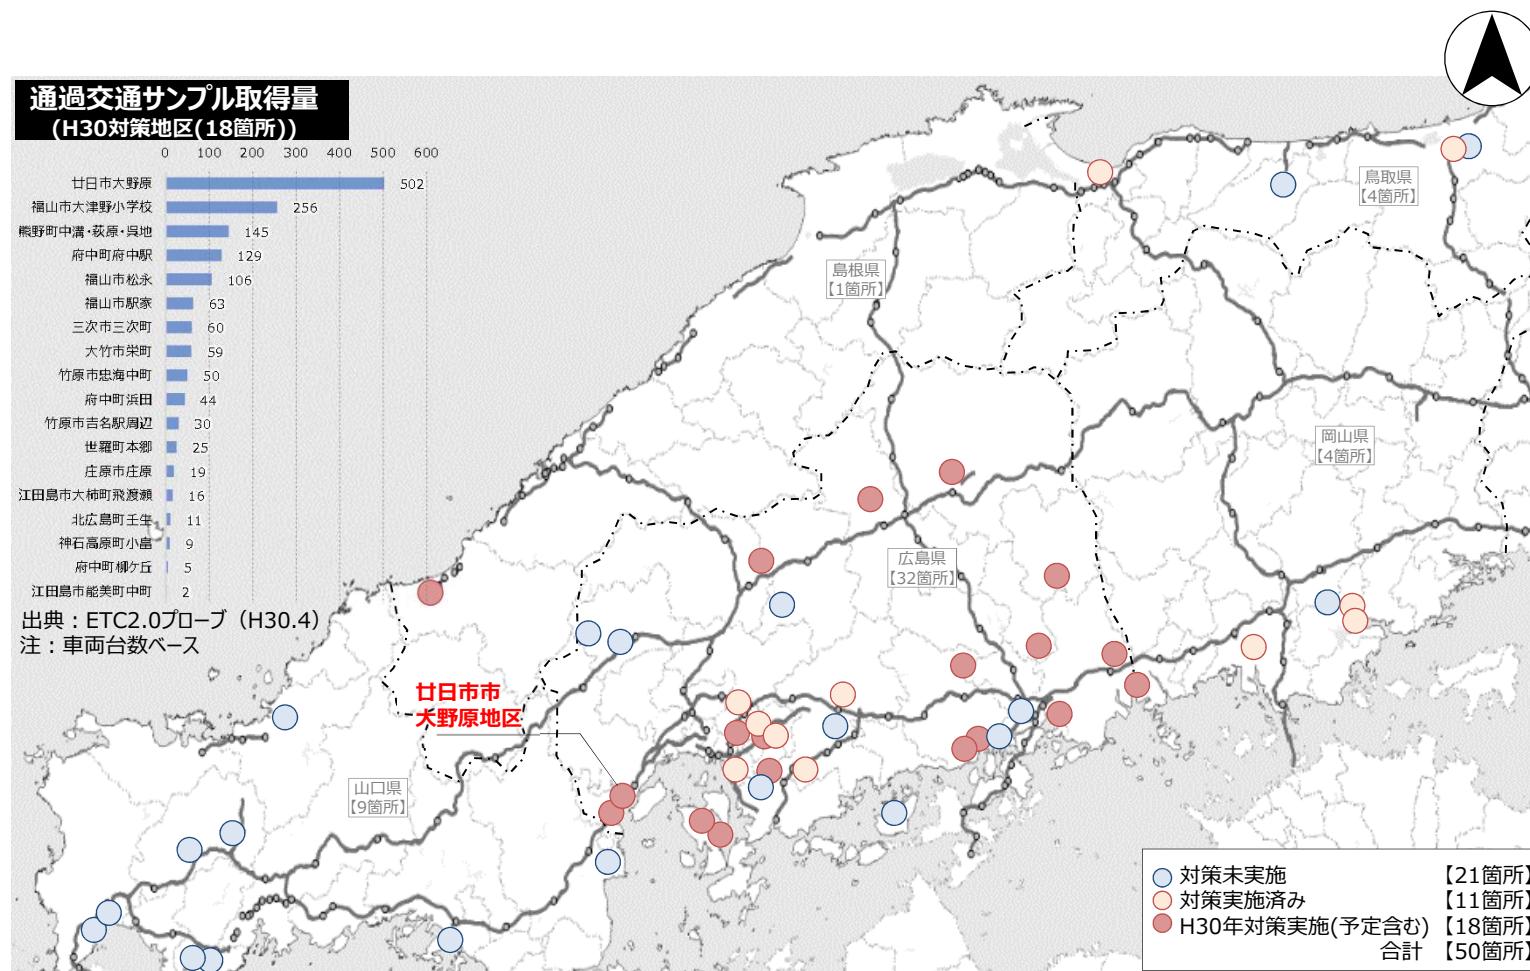 通過交通サンプル取得量
(H30対策地区(18箇所))
0 100 200 300 400 500 600
廿日市大野原 502
福山市大津野小学校 256
熊野町中溝・萩原・呉地 145
府中町府中駅 129
福山市松永 106
福山市駅家 63
三次市三次町 60
大竹市栄町 59
竹原市忠海中町 50
府中町浜田 44
竹原市吉名駅周辺 30
世羅町本郷 25
庄原市庄原 19
江田島市大柿町飛渡瀬 16
北広島町壬生 11
神石高原町小畠 9
府中町柳ケ丘 5
江田島市能美町中町 2
出典：ETC2.0プローブ（H30.4）
注：車両台数ベース
鳥取県
【4箇所】
島根県
【1箇所】
岡山県
【4箇所】
広島県
【32箇所】
廿日市市
大野原地区
山口県
【9箇所】
対策未実施 【21箇所】
対策実施済み 【11箇所】
H30年対策実施(予定含む) 【18箇所】
合計 【50箇所】